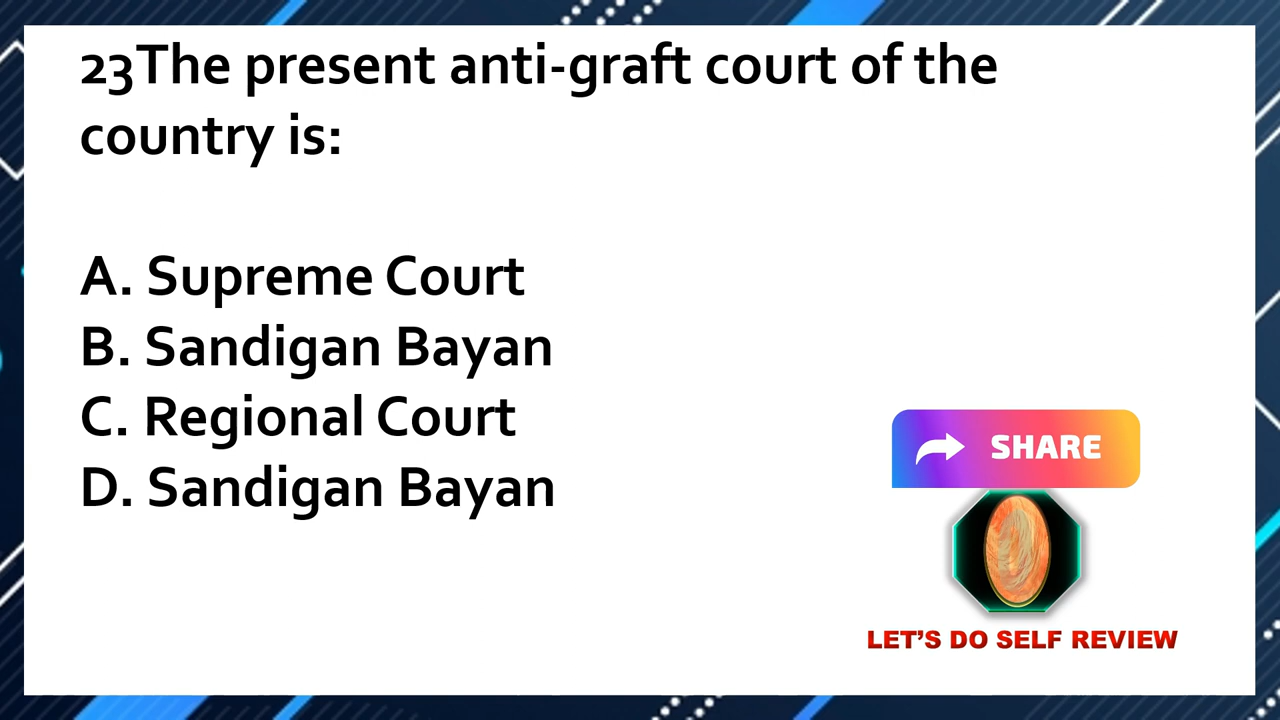 23The present anti-graft court of the
country is:
A. Supreme Court
B. Sandigan Bayan
C. Regional Court
D. Sandigan Bayan
SHARE
LET'S DO SELF REVIEW